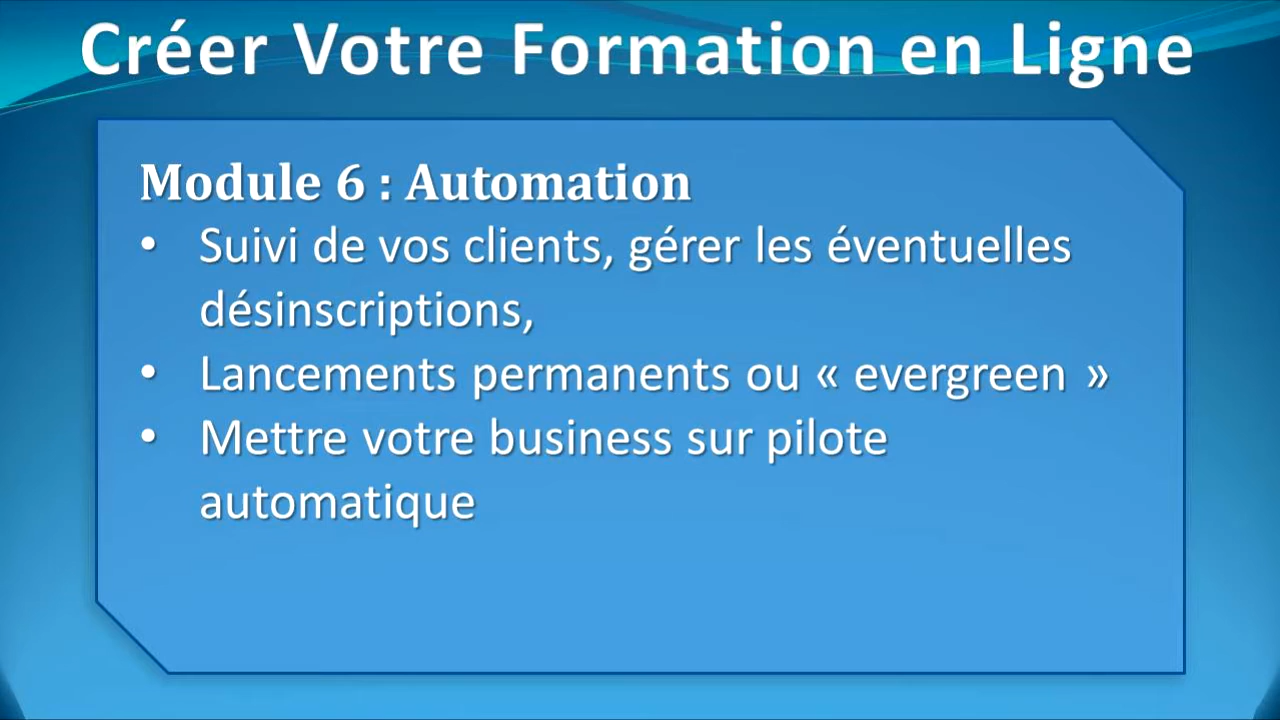 Créer Votre Formation en Ligne
Module 6 : Automation
• Suivi de vos clients, gérer les éventuelles
désinscriptions,
• Lancements permanents ou « evergreen »
• Mettre votre business sur pilote
automatique